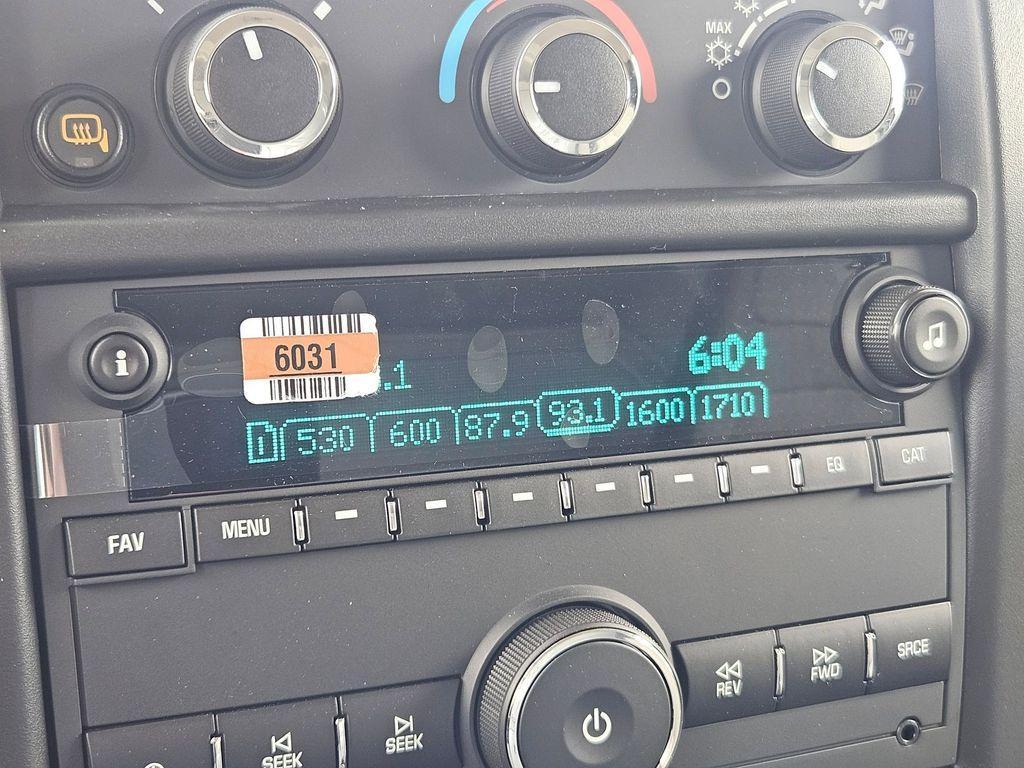 MAX
i
6031
.1
6:04
1 530 600 87.9 93.1 1600 1710
FAV MENU EQ CAT
REV FWD SRCE
SEEK SEEK